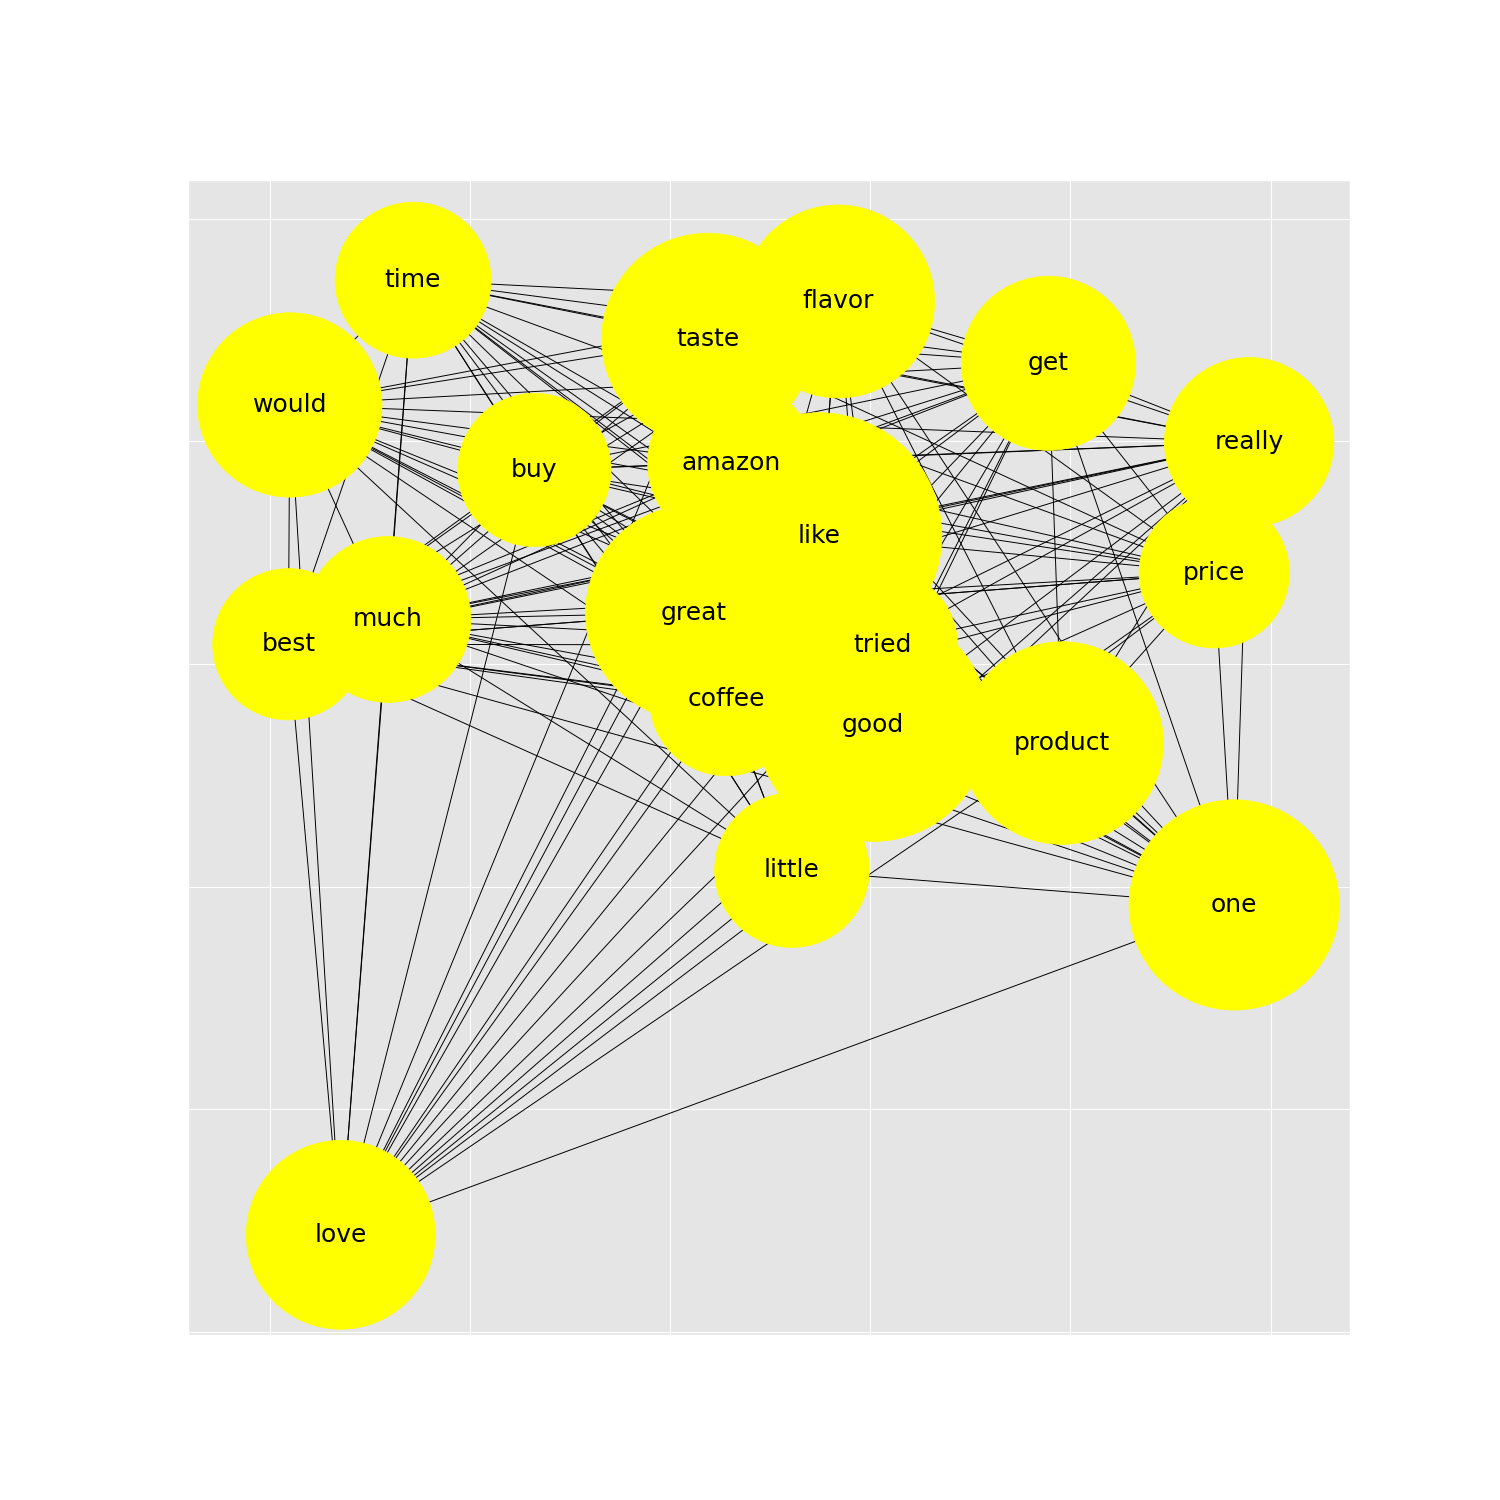 time
flavor
taste
get
would
really
amazon
buy
like
price
great
much
best
tried
coffee
good
product
little
one
love